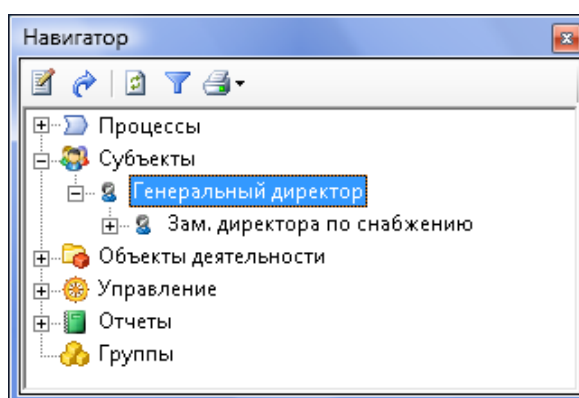 Навигатор
Процессы
Субъекты
Генеральный директор
Зам. директора по снабжению
Объекты деятельности
Управление
Отчеты
Группы